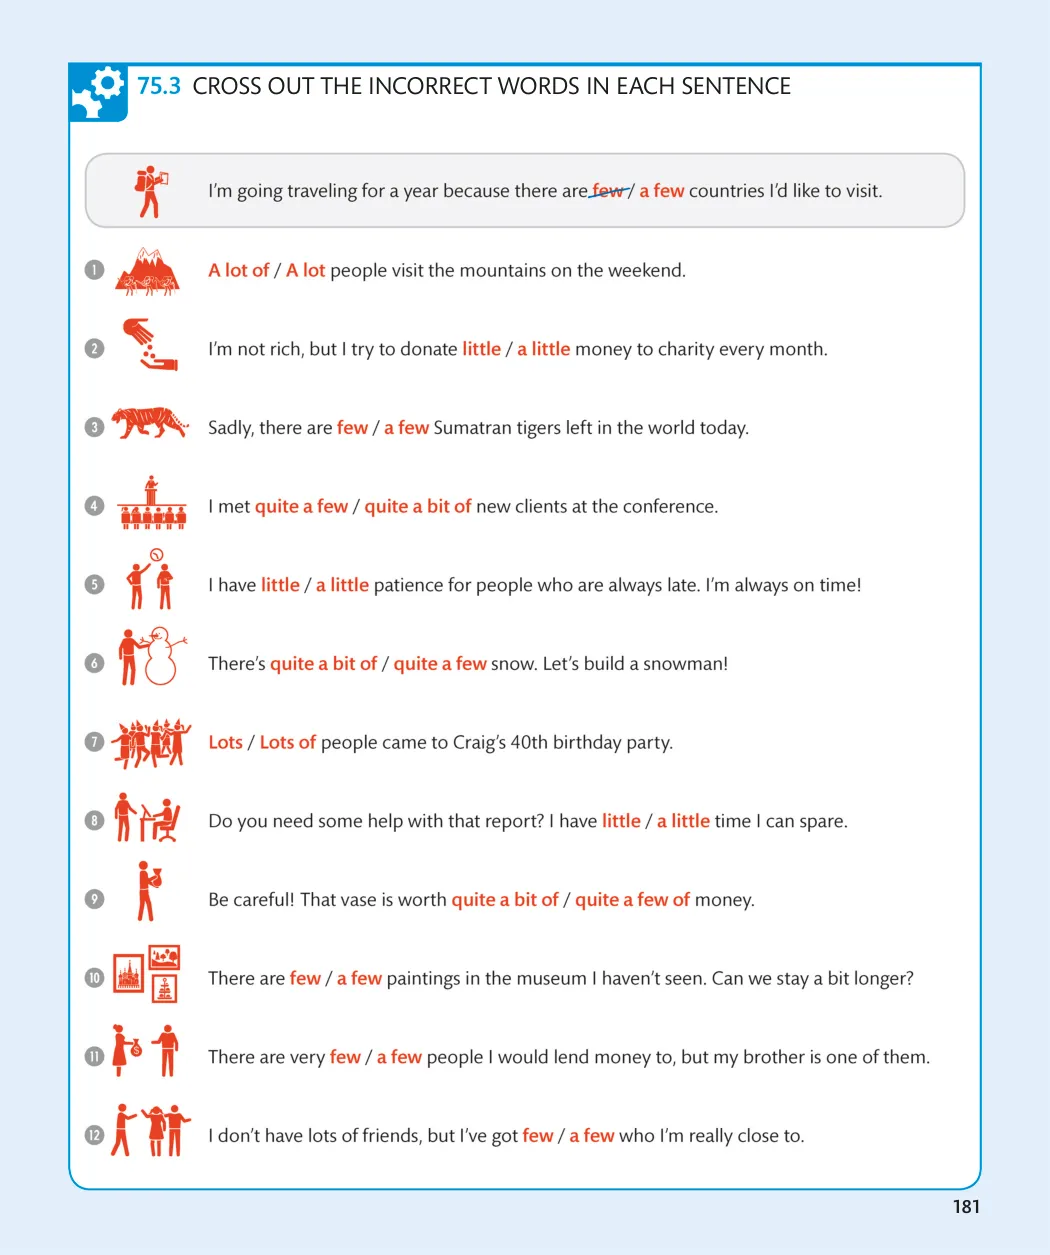 75.3 CROSS OUT THE INCORRECT WORDS IN EACH SENTENCE
I’m going traveling for a year because there are few / a few countries I’d like to visit.
1 A lot of / A lot people visit the mountains on the weekend.
2 I’m not rich, but I try to donate little / a little money to charity every month.
3 Sadly, there are few / a few Sumatran tigers left in the world today.
4 I met quite a few / quite a bit of new clients at the conference.
5 I have little / a little patience for people who are always late. I’m always on time!
6 There’s quite a bit of / quite a few snow. Let’s build a snowman!
7 Lots / Lots of people came to Craig’s 40th birthday party.
8 Do you need some help with that report? I have little / a little time I can spare.
9 Be careful! That vase is worth quite a bit of / quite a few of money.
10 There are few / a few paintings in the museum I haven’t seen. Can we stay a bit longer?
11 There are very few / a few people I would lend money to, but my brother is one of them.
12 I don’t have lots of friends, but I’ve got few / a few who I’m really close to.
181